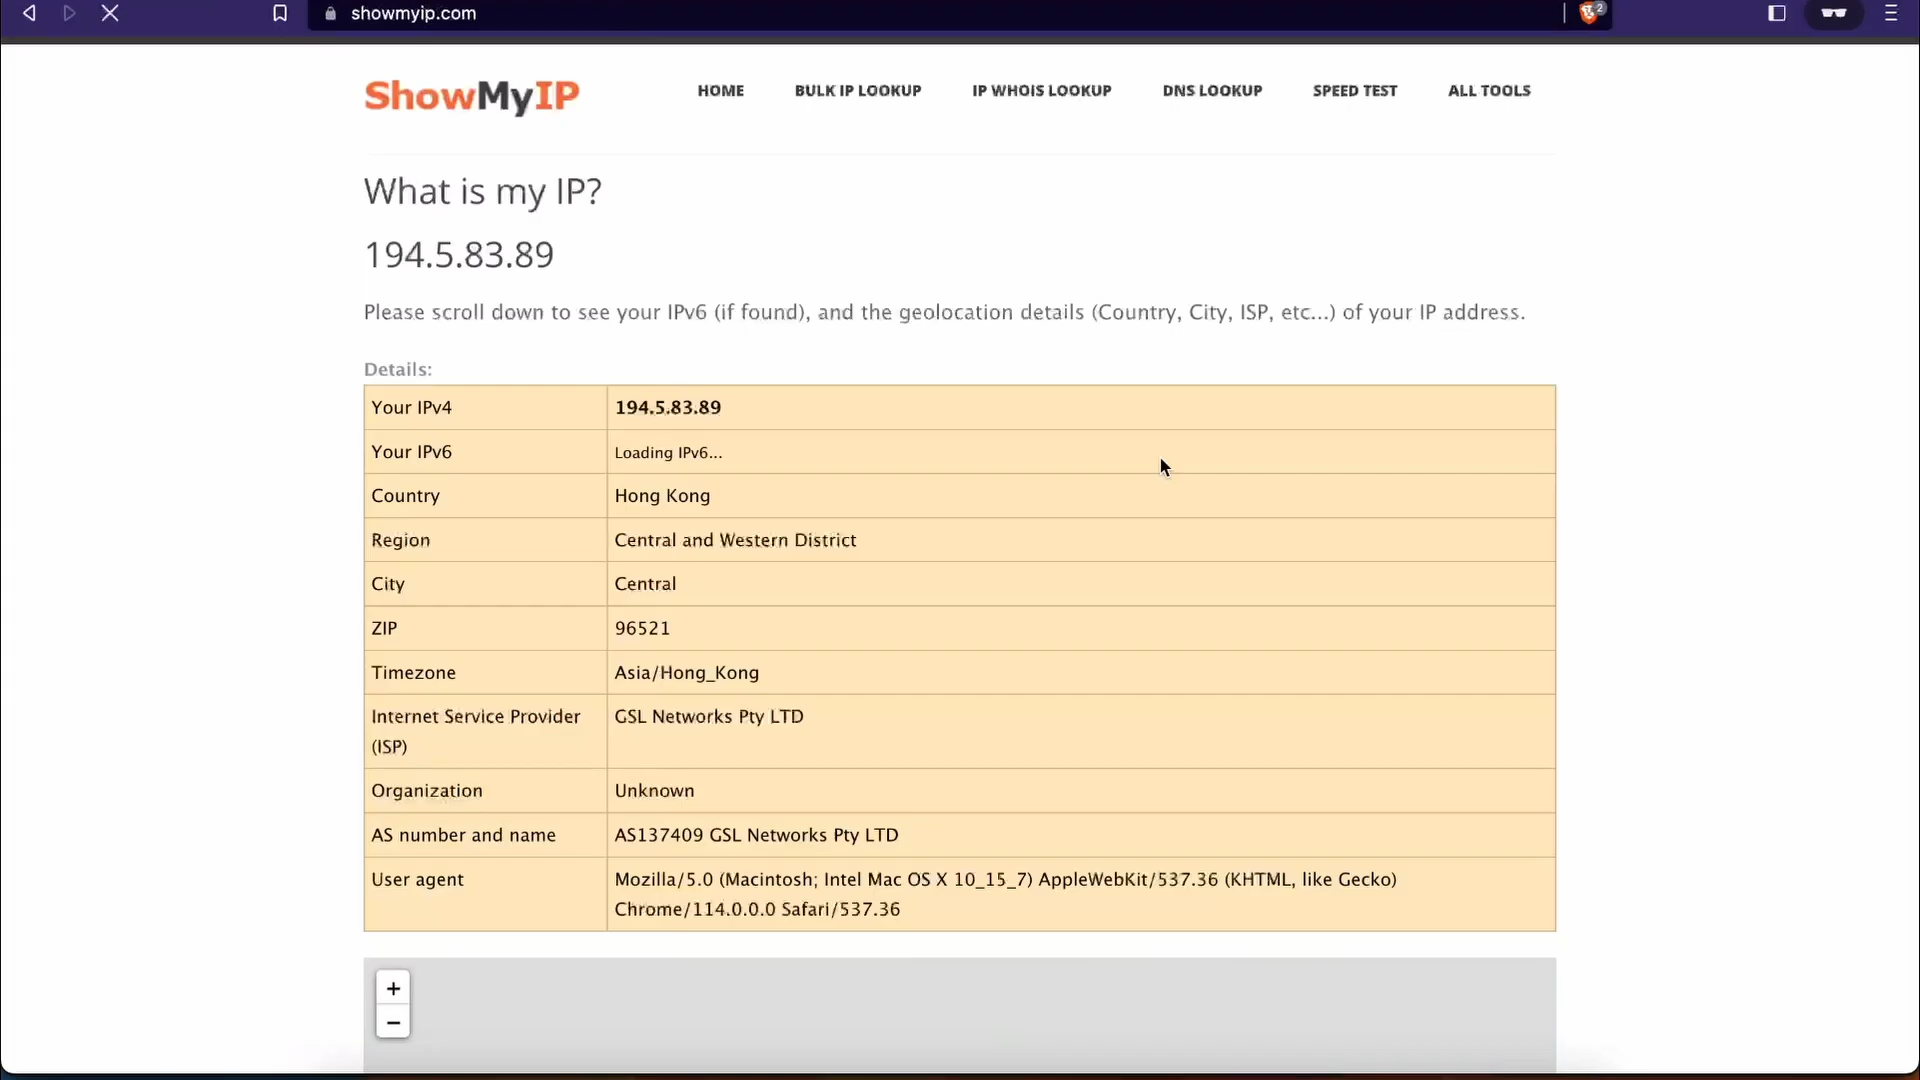 showmyip.com
2
ShowMyIP
HOME BULK IP LOOKUP IP WHOIS LOOKUP DNS LOOKUP SPEED TEST ALL TOOLS
What is my IP?
194.5.83.89
Please scroll down to see your IPv6 (if found), and the geolocation details (Country, City, ISP, etc...) of your IP address.
Details:
Your IPv4 194.5.83.89
Your IPv6 Loading IPv6...
Country Hong Kong
Region Central and Western District
City Central
ZIP 96521
Timezone Asia/Hong_Kong
Internet Service Provider GSL Networks Pty LTD
(ISP)
Organization Unknown
AS number and name AS137409 GSL Networks Pty LTD
User agent Mozilla/5.0 (Macintosh; Intel Mac OS X 10_15_7) AppleWebKit/537.36 (KHTML, like Gecko)
Chrome/114.0.0.0 Safari/537.36
+
−